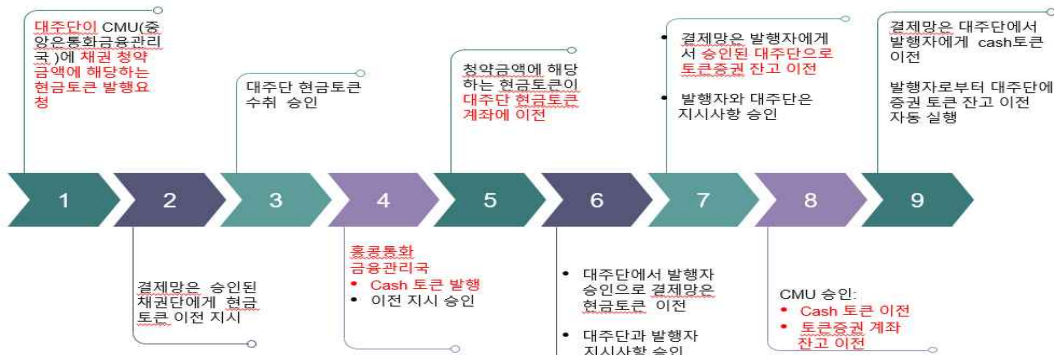 대주단이 CMU(중
앙은통화금융관리
국 )에 채권 청약
금액에 해당하는
현금토큰 발행요
청
대주단 현금토큰
수취 승인
청약금액에 해당
하는 현금토큰이
대주단 현금토큰
계좌에 이전
• 결제망은 발행자에게
서 승인된 대주단으로
토큰증권 잔고 이전
• 발행자와 대주단은
지시사항 승인
결제망은 대주단에서
발행자에게 cash토큰
이전
발행자로부터 대주단에
증권 토큰 잔고 이전
자동 실행
1 2 3 4 5 6 7 8 9
결제망은 승인된
채권단에게 현금
토큰 이전 지시
홍콩통화
금융관리국
• Cash 토큰 발행
• 이전 지시 승인
• 대주단에서 발행자
승인으로 결제망은
현금토큰 이전
• 대주단과 발행자
지시사항 승인
CMU 승인:
• Cash 토큰 이전
• 토큰증권 계좌
잔고 이전